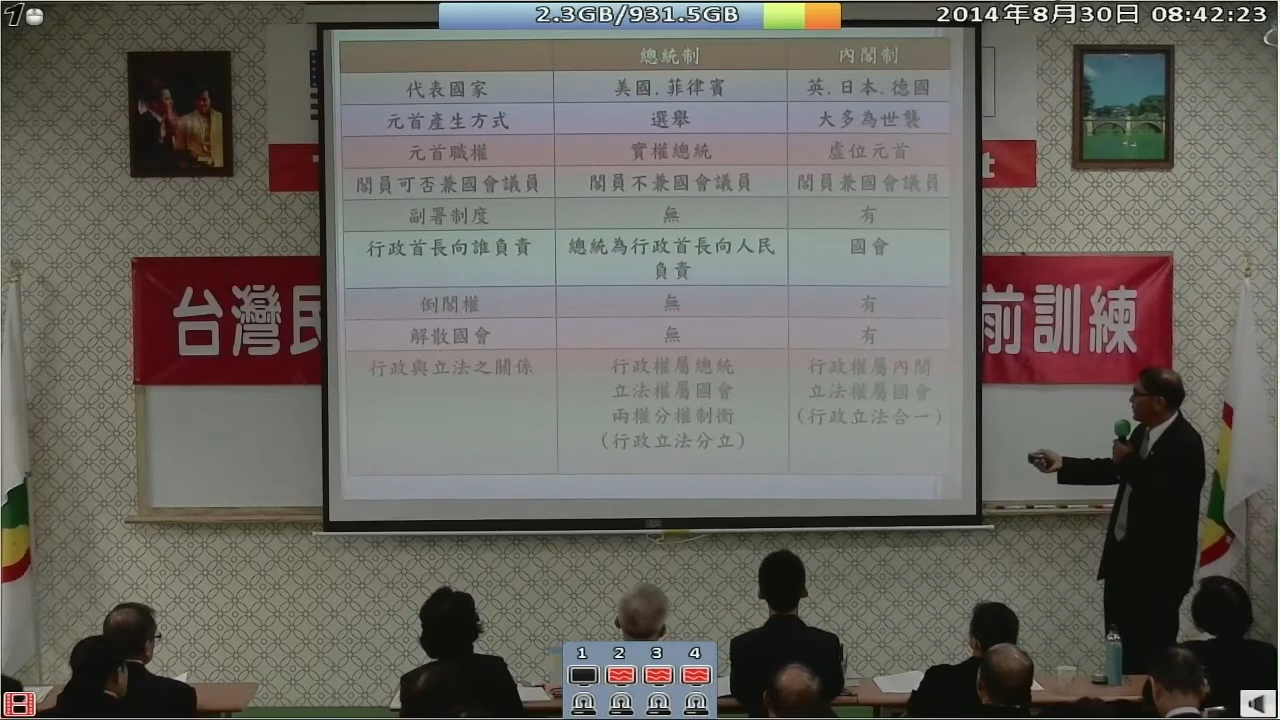 1
2.3GB/931.5GB
2014年8月30日 08:42:23
總統制 內閣制
代表國家 美國.菲律賓 英.日本.德國
元首產生方式 選舉 大多為世襲
元首職權 實權總統 虛位元首
閣員可否兼國會議員 閣員不兼國會議員 閣員兼國會議員
副署制度 無 有
行政首長向誰負責 總統為行政首長向人民 國會
負責
倒閣權 無 有
解散國會 無 有
行政與立法之關係 行政權屬總統 行政權屬內閣
立法權屬國會 立法權屬國會
兩權分權制衡 (行政立法合一)
(行政立法分立)
t
台灣民
前訓練
1 2 3 4